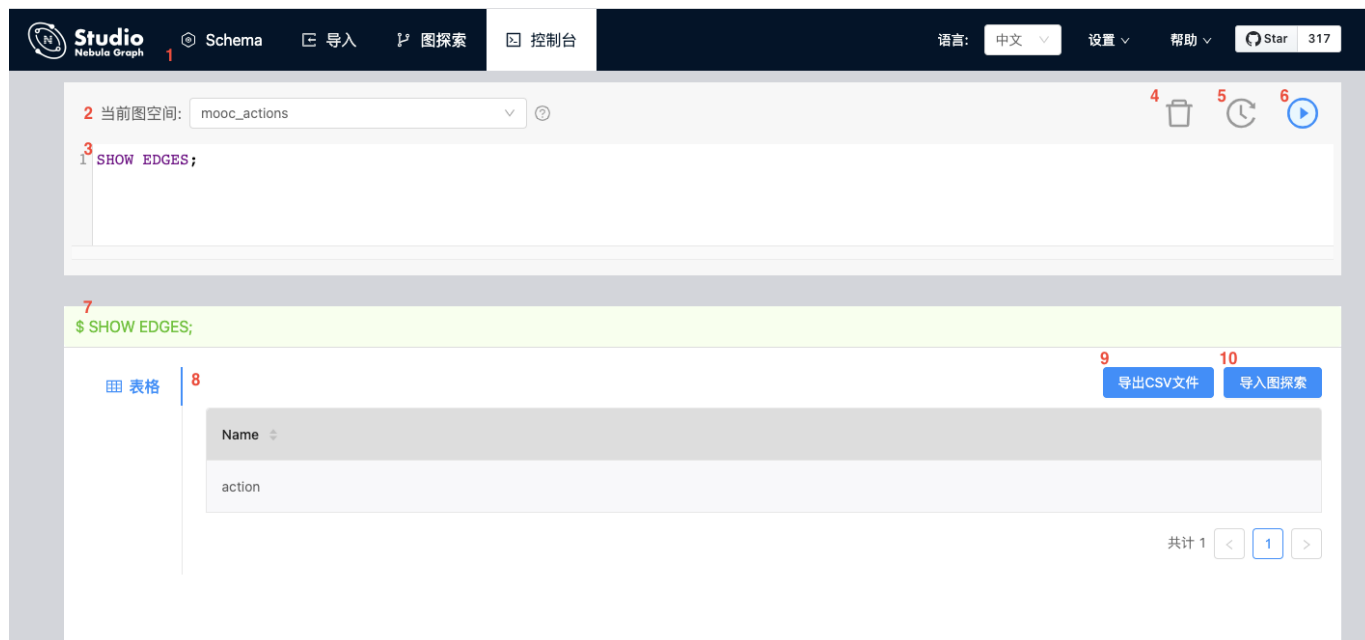 Studio
Nebula Graph
1
Schema
导入
图探索
控制台
语言:
中文
设置
帮助
Star
317
2 当前图空间:
mooc_actions
4
5
6
3
1 SHOW EDGES;
7
$ SHOW EDGES;
表格
8
9
10
导出CSV文件
导入图探索
Name
action
共计 1 < 1 >